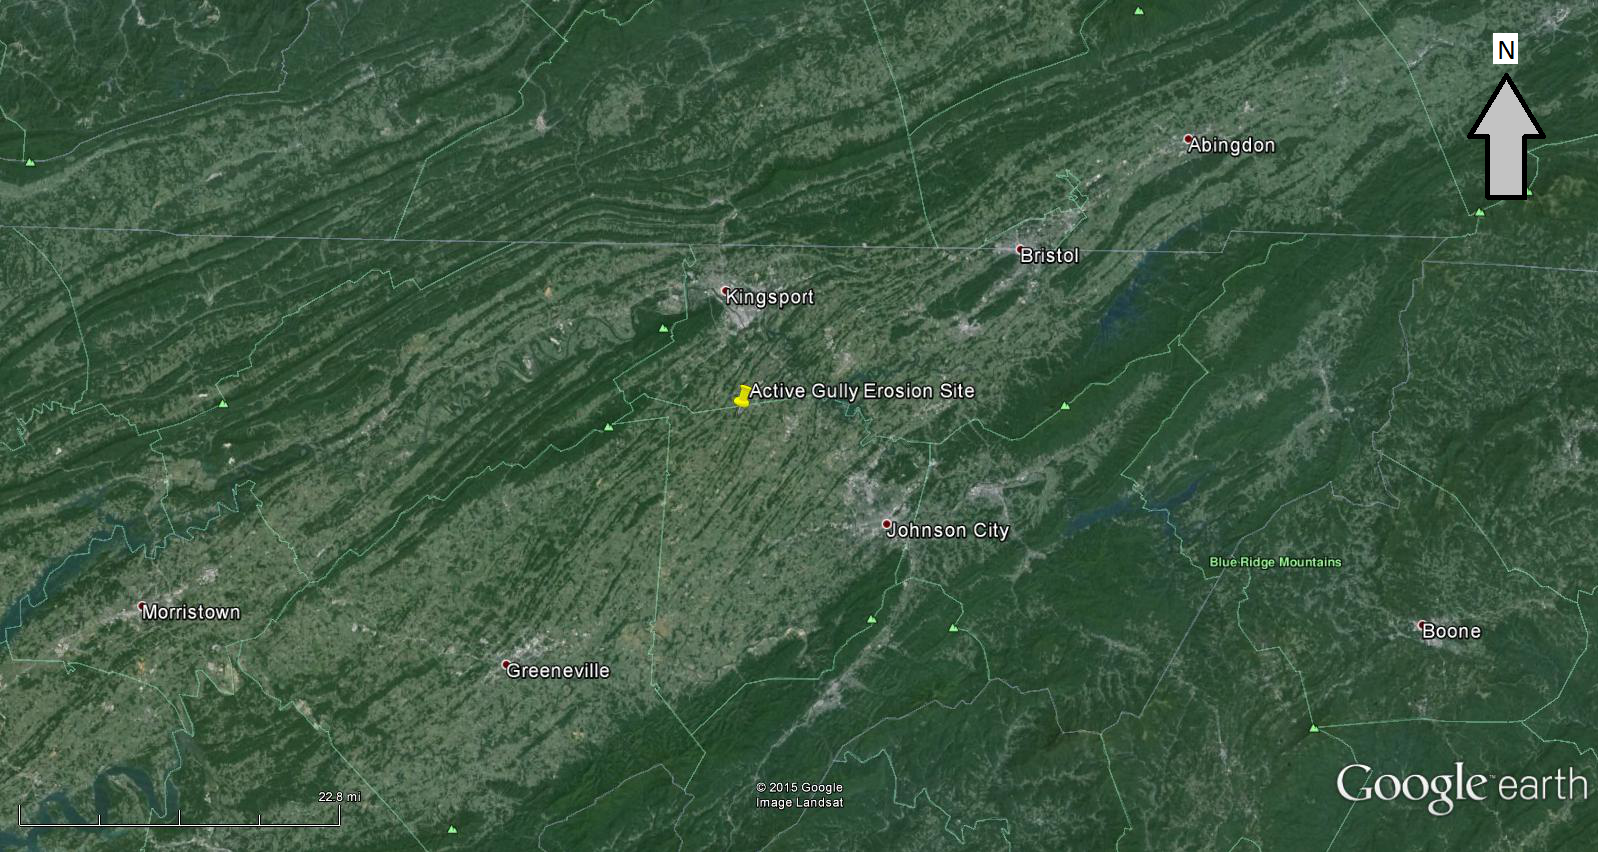 N
Abingdon
Bristol
Kingsport
Active Gully Erosion Site
Johnson City
Blue Ridge Mountains
Morristown
Boone
Greeneville
22.8 mi
© 2015 Google
Image Landsat
Google earth